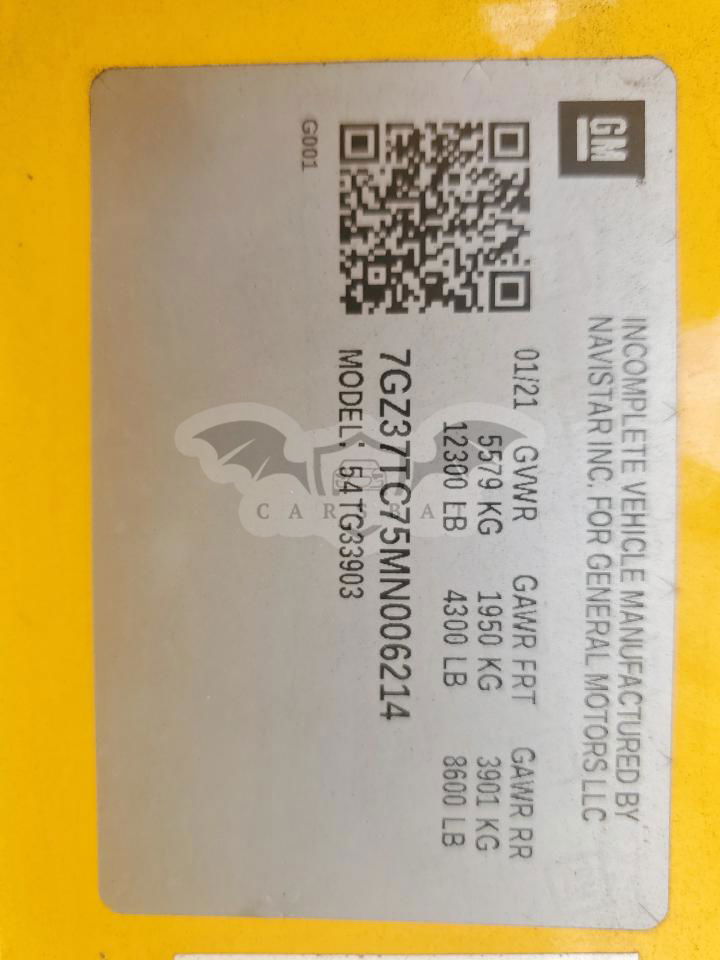 GM
INCOMPLETE VEHICLE MANUFACTURED BY
NAVISTAR INC. FOR GENERAL MOTORS LLC
01/21 GVWR GAWR FRT GAWR RR
5579 KG 1950 KG 3901 KG
12300 LB 4300 LB 8600 LB
7GZ37TC75MN006214
MODEL: 54TG33903
G001
CARSBAT